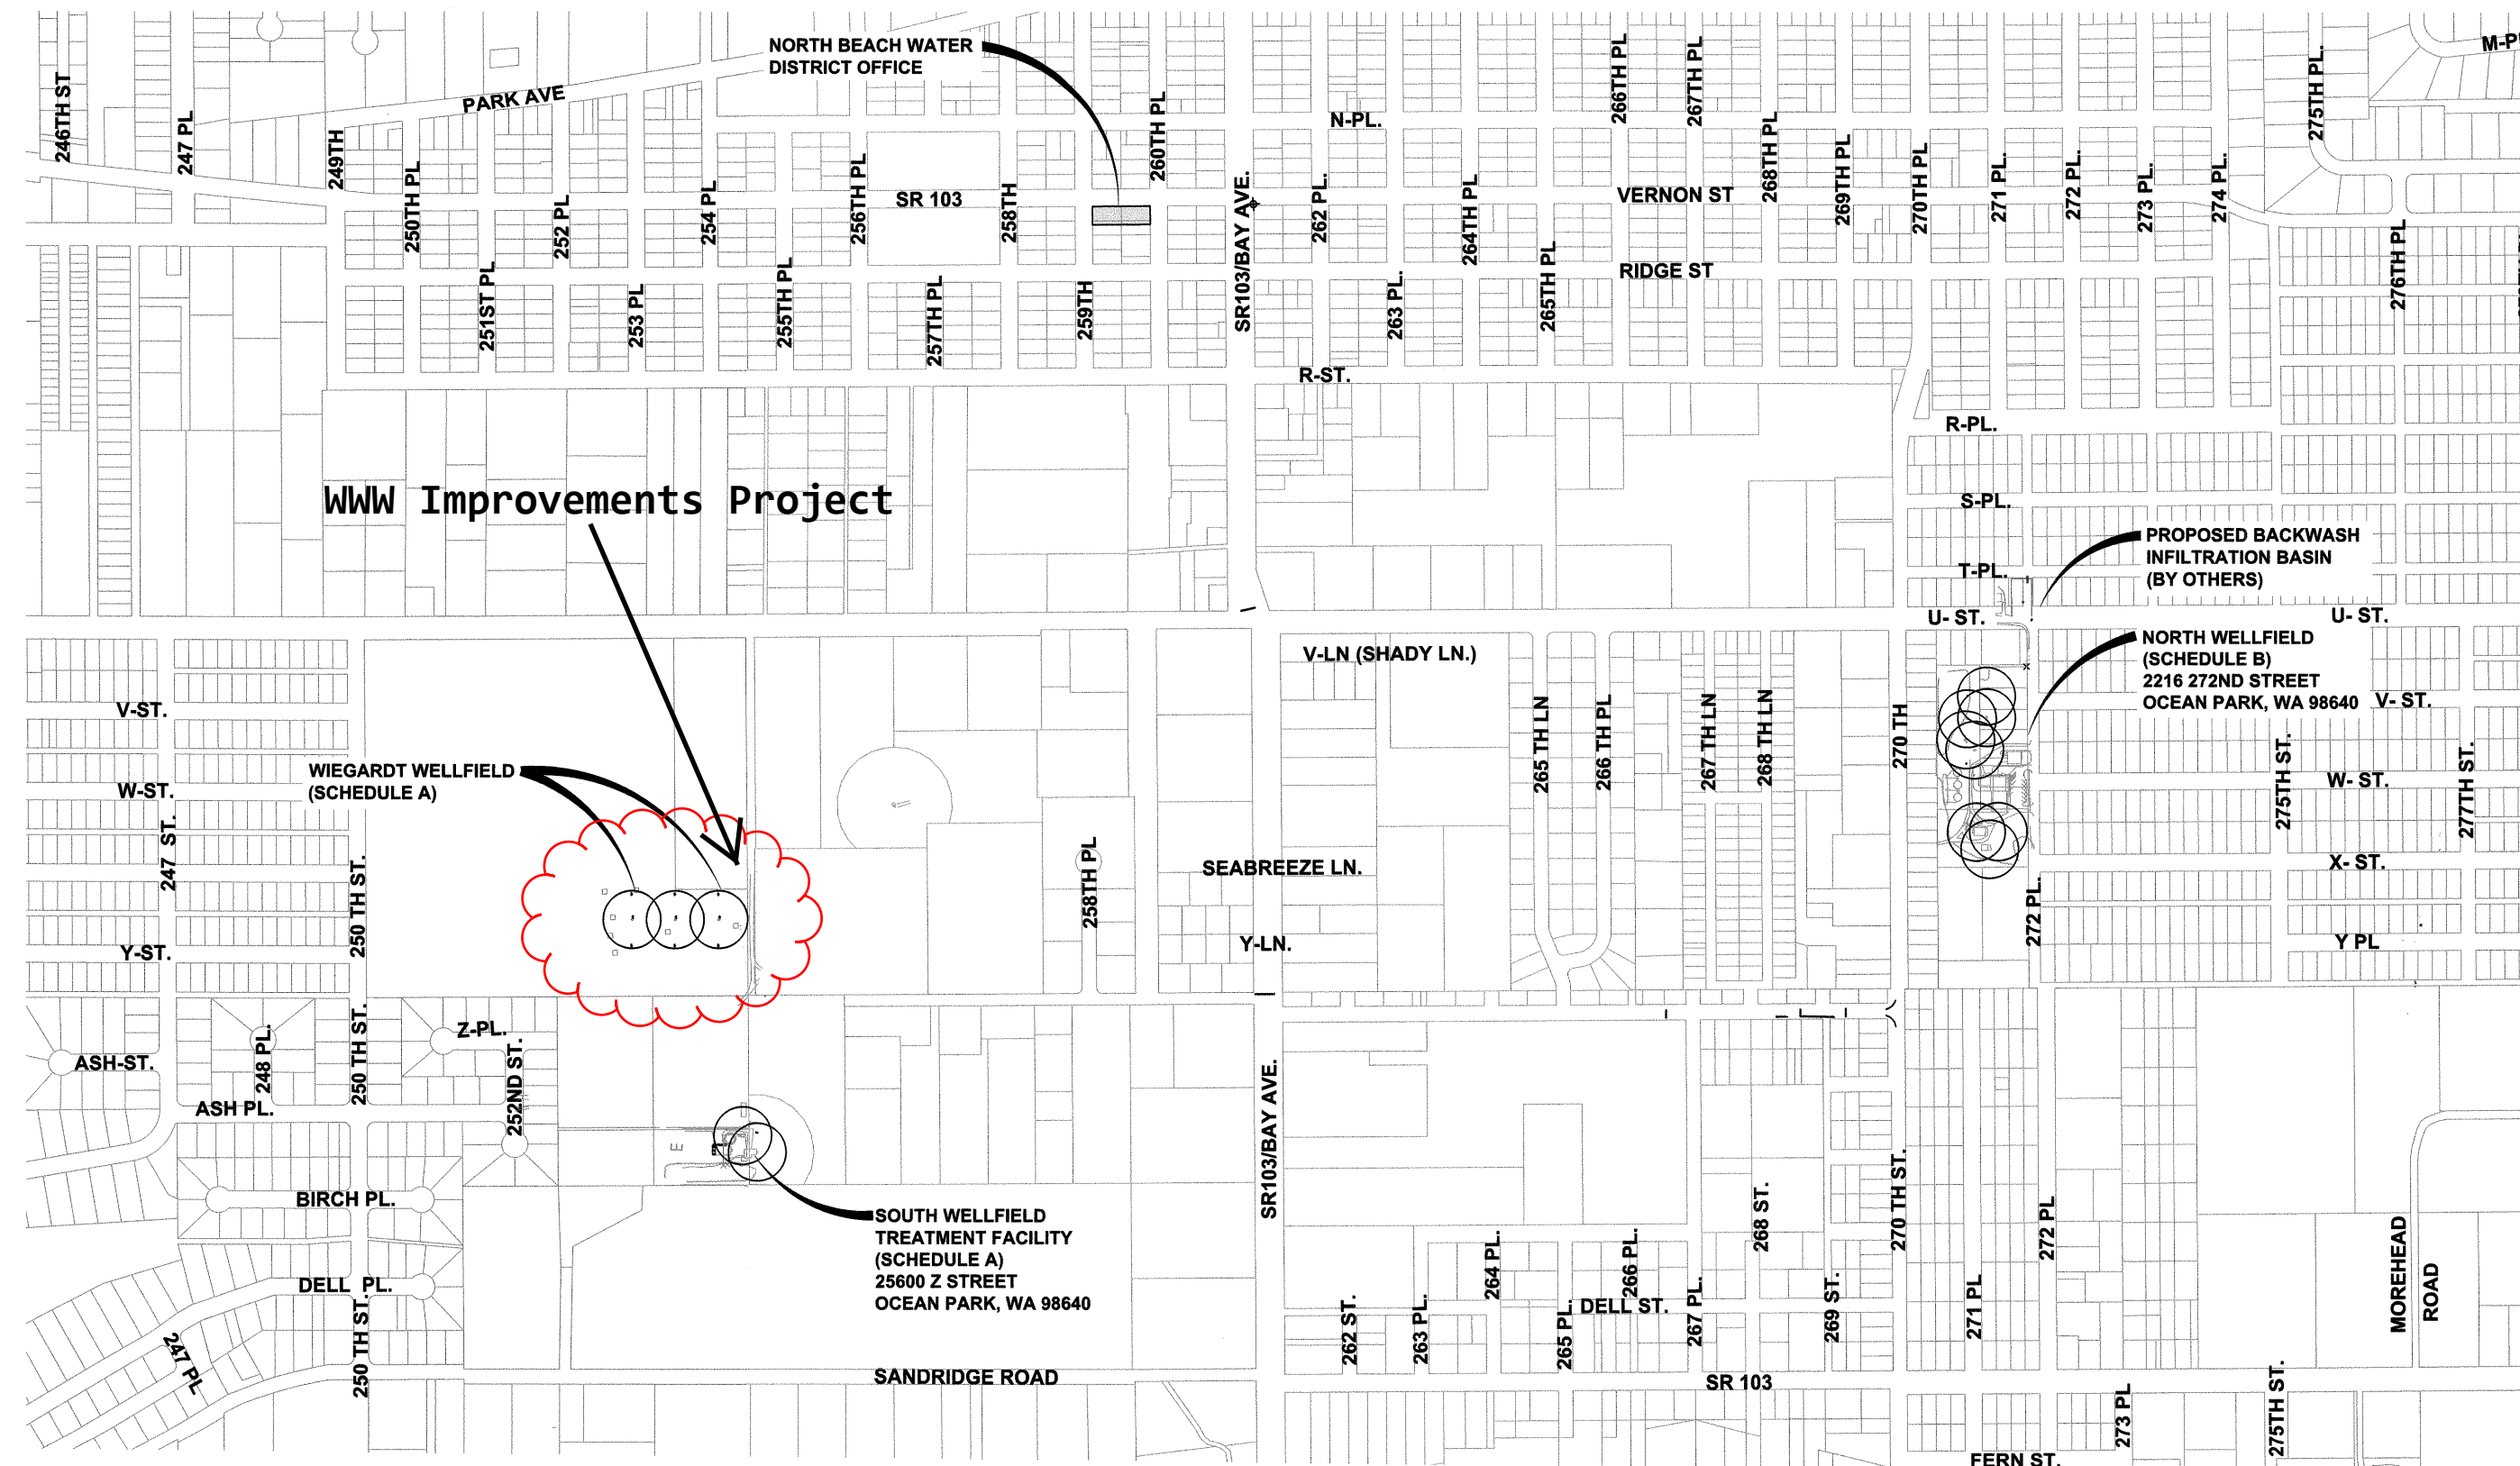 NORTH BEACH WATER
DISTRICT OFFICE
PARK AVE
M-P
246TH ST
247 PL
249TH
250TH PL
251ST PL
252 PL
253 PL
254 PL
255TH PL
256TH PL
257TH PL
SR 103
258TH
259TH
260TH PL
SR103/BAY AVE.
262 PL.
263 PL.
264TH PL
265TH PL
266TH PL
267TH PL
268TH PL
269TH PL
270TH PL
271 PL.
272 PL.
273 PL.
274 PL.
275TH PL.
276TH PL
N-PL.
VERNON ST
RIDGE ST
R-ST.
R-PL.
S-PL.
T-PL.
U- ST.
U- ST.
WWW Improvements Project
PROPOSED BACKWASH
INFILTRATION BASIN
(BY OTHERS)
NORTH WELLFIELD
(SCHEDULE B)
2216 272ND STREET
OCEAN PARK, WA 98640
V- ST.
V-LN (SHADY LN.)
V-ST.
WIEGARDT WELLFIELD
(SCHEDULE A)
W-ST.
247 ST.
250 TH ST.
Y-ST.
258TH PL
SEABREEZE LN.
Y-LN.
265 TH LN
266 TH PL
267 TH LN
268 TH LN
270 TH
272 PL.
275TH ST.
277TH ST.
W- ST.
X- ST.
Y PL
Z-PL.
ASH-ST.
248 PL.
250 TH ST.
252ND ST.
ASH PL.
BIRCH PL.
DELL PL.
247 PL
250 TH ST.
SOUTH WELLFIELD
TREATMENT FACILITY
(SCHEDULE A)
25600 Z STREET
OCEAN PARK, WA 98640
SANDRIDGE ROAD
SR103/BAY AVE.
262 ST.
263 PL.
264 PL.
265 PL.
266 PL.
DELL ST.
267 PL.
268 ST.
269 ST.
270 TH ST.
271 PL
272 PL
MOREHEAD
ROAD
SR 103
273 PL
275TH ST.
FERN ST.